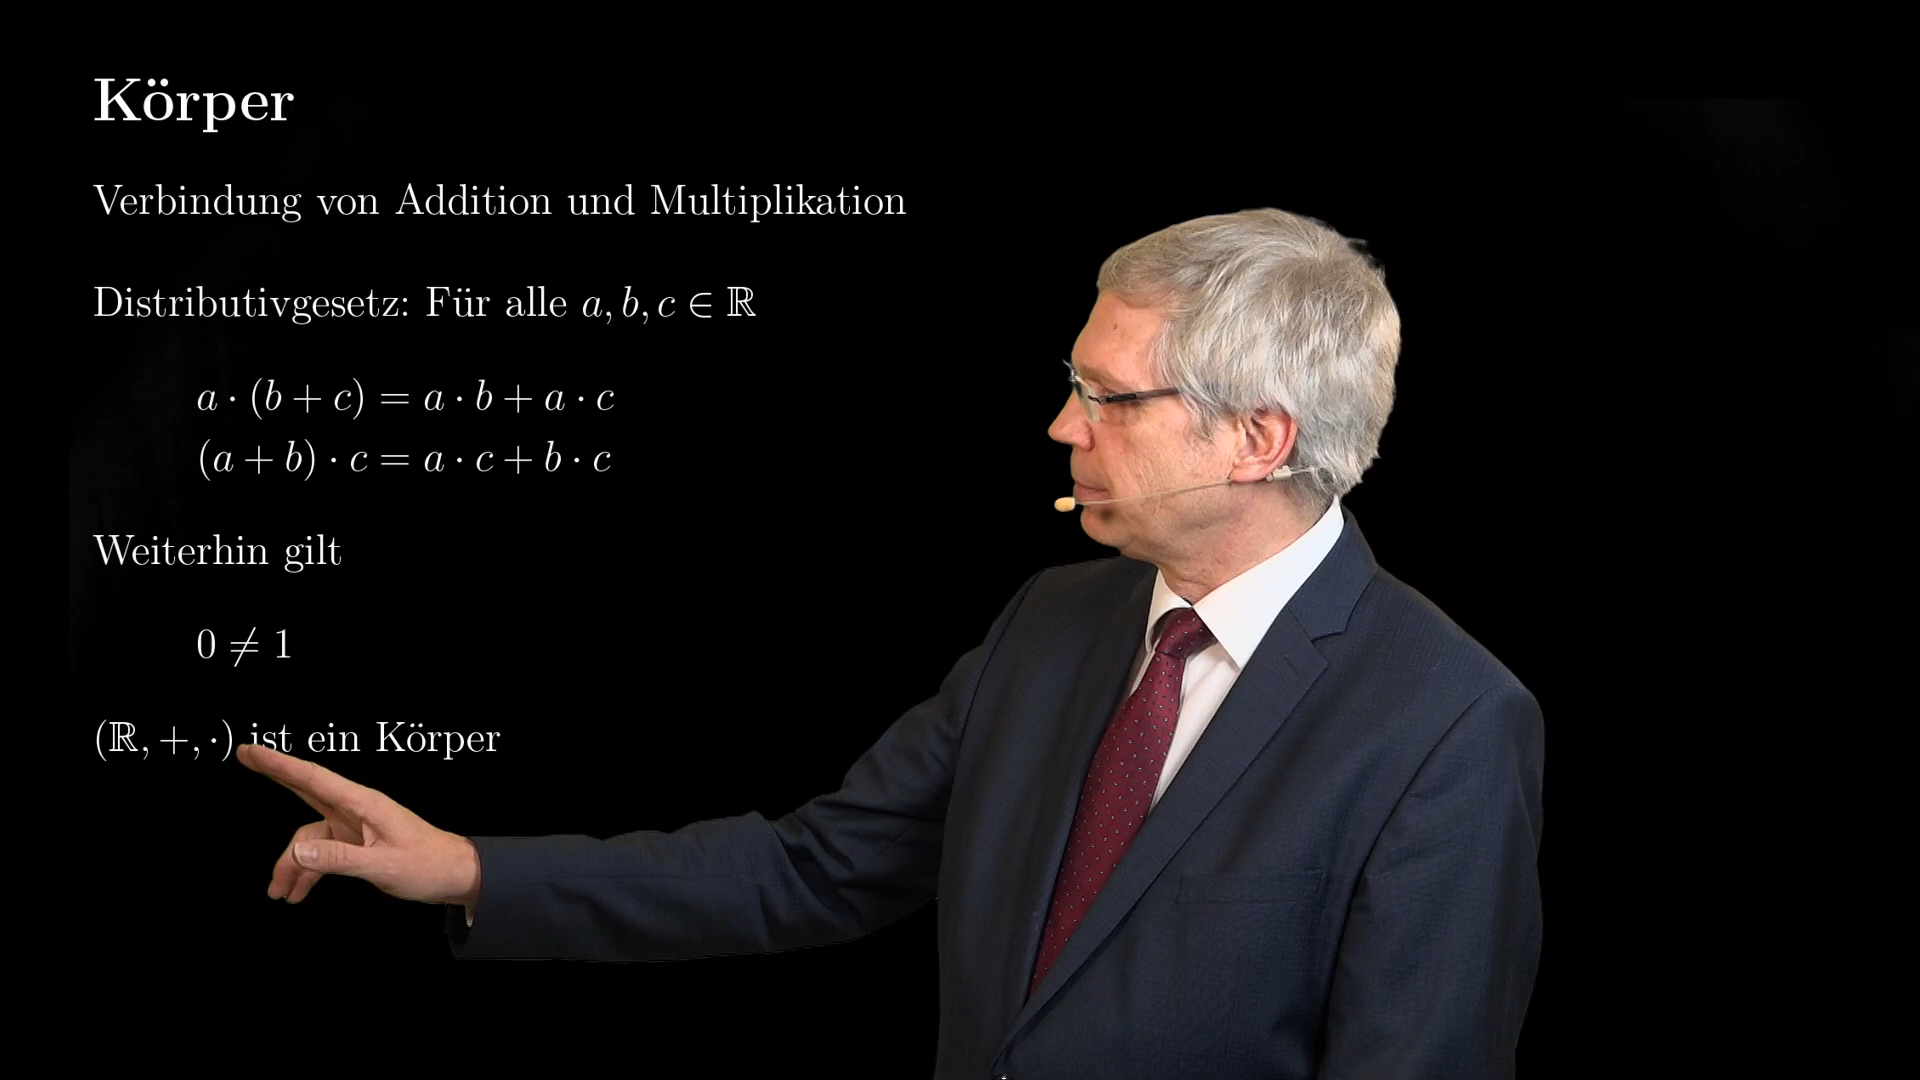 Körper
Verbindung von Addition und Multiplikation
Distributivgesetz: Für alle a, b, c ∈ ℝ
a · (b + c) = a · b + a · c
(a + b) · c = a · c + b · c
Weiterhin gilt
0 ≠ 1
(ℝ, +, ·) ist ein Körper